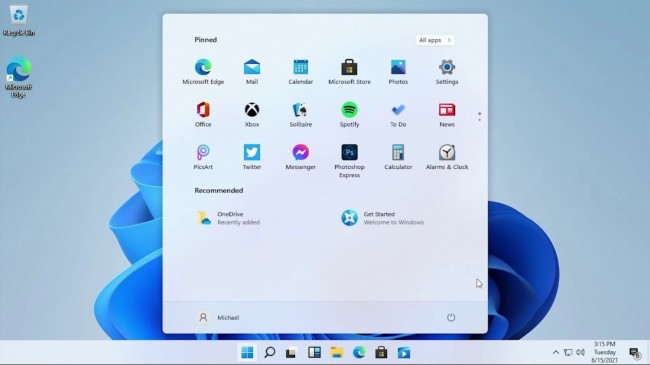 Recycle Bin
Microsoft
Edge
Pinned
All apps
Microsoft Edge
Mail
Calendar
Microsoft Store
Photos
Settings
Office
Xbox
Solitaire
Spotify
To Do
News
PicsArt
Twitter
Messenger
Ps
Photoshop
Express
Calculator
Alarms & Clock
Recommended
OneDrive
Recently added
Get Started
Welcome to Windows
Michael
3:15 PM
Tuesday
6/15/2021